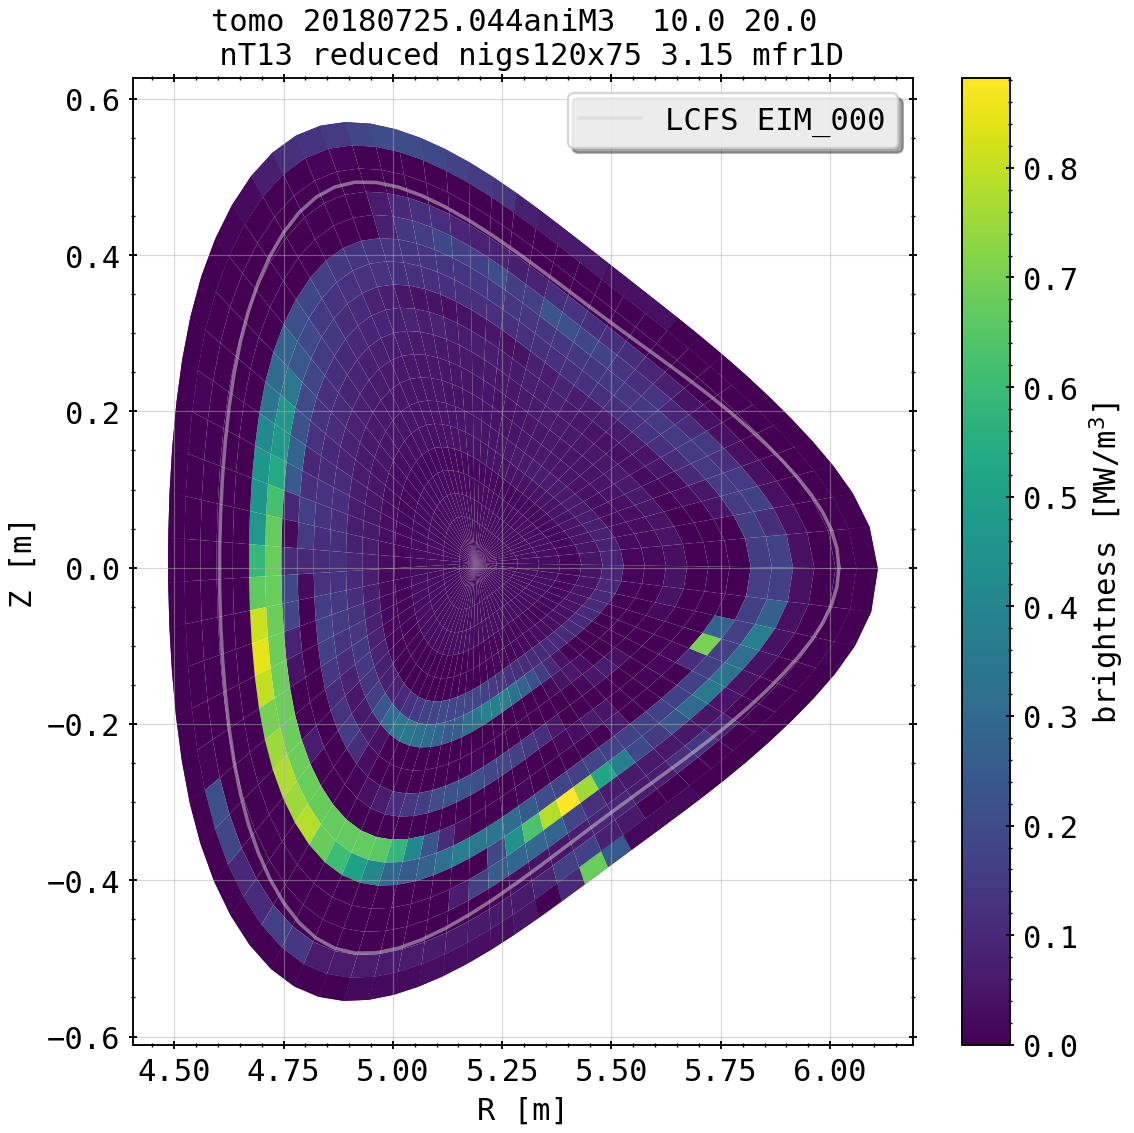 tomo 20180725.044aniM3  10.0 20.0
nT13 reduced nigs120x75 3.15 mfr1D
LCFS EIM_000
0.6
0.4
0.2
0.0
−0.2
−0.4
−0.6
Z [m]
4.50 4.75 5.00 5.25 5.50 5.75 6.00
R [m]
0.8
0.7
0.6
0.5
0.4
0.3
0.2
0.1
0.0
brightness [MW/m³]